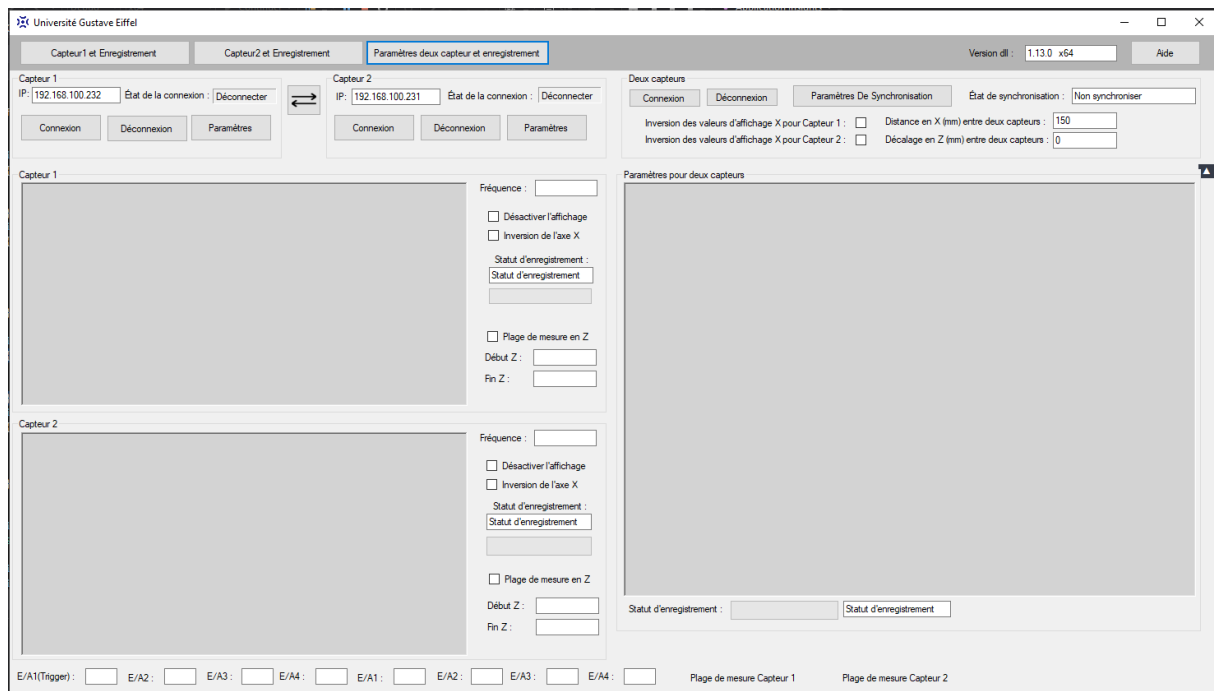 Université Gustave Eiffel
Capteur1 et Enregistrement
Capteur2 et Enregistrement
Paramètres deux capteur et enregistrement
Version dll :
1.13.0 x64
Aide
Capteur 1
IP: 192.168.100.232
État de la connexion : Déconnecter
Connexion
Déconnexion
Paramètres
Capteur 2
IP: 192.168.100.231
État de la connexion : Déconnecter
Connexion
Déconnexion
Paramètres
Deux capteurs
Connexion
Déconnexion
Paramètres De Synchronisation
État de synchronisation : Non synchroniser
Inversion des valeurs d'affichage X pour Capteur 1 :
Distance en X (mm) entre deux capteurs : 150
Inversion des valeurs d'affichage X pour Capteur 2 :
Décalage en Z (mm) entre deux capteurs : 0
Capteur 1
Fréquence :
Désactiver l'affichage
Inversion de l'axe X
Statut d'enregistrement :
Statut d'enregistrement
Plage de mesure en Z
Début Z :
Fin Z :
Capteur 2
Fréquence :
Désactiver l'affichage
Inversion de l'axe X
Statut d'enregistrement :
Statut d'enregistrement
Plage de mesure en Z
Début Z :
Fin Z :
Paramètres pour deux capteurs
Statut d'enregistrement :
Statut d'enregistrement
E/A1(Trigger) :
E/A2 :
E/A3 :
E/A4 :
E/A1 :
E/A2 :
E/A3 :
E/A4 :
Plage de mesure Capteur 1
Plage de mesure Capteur 2